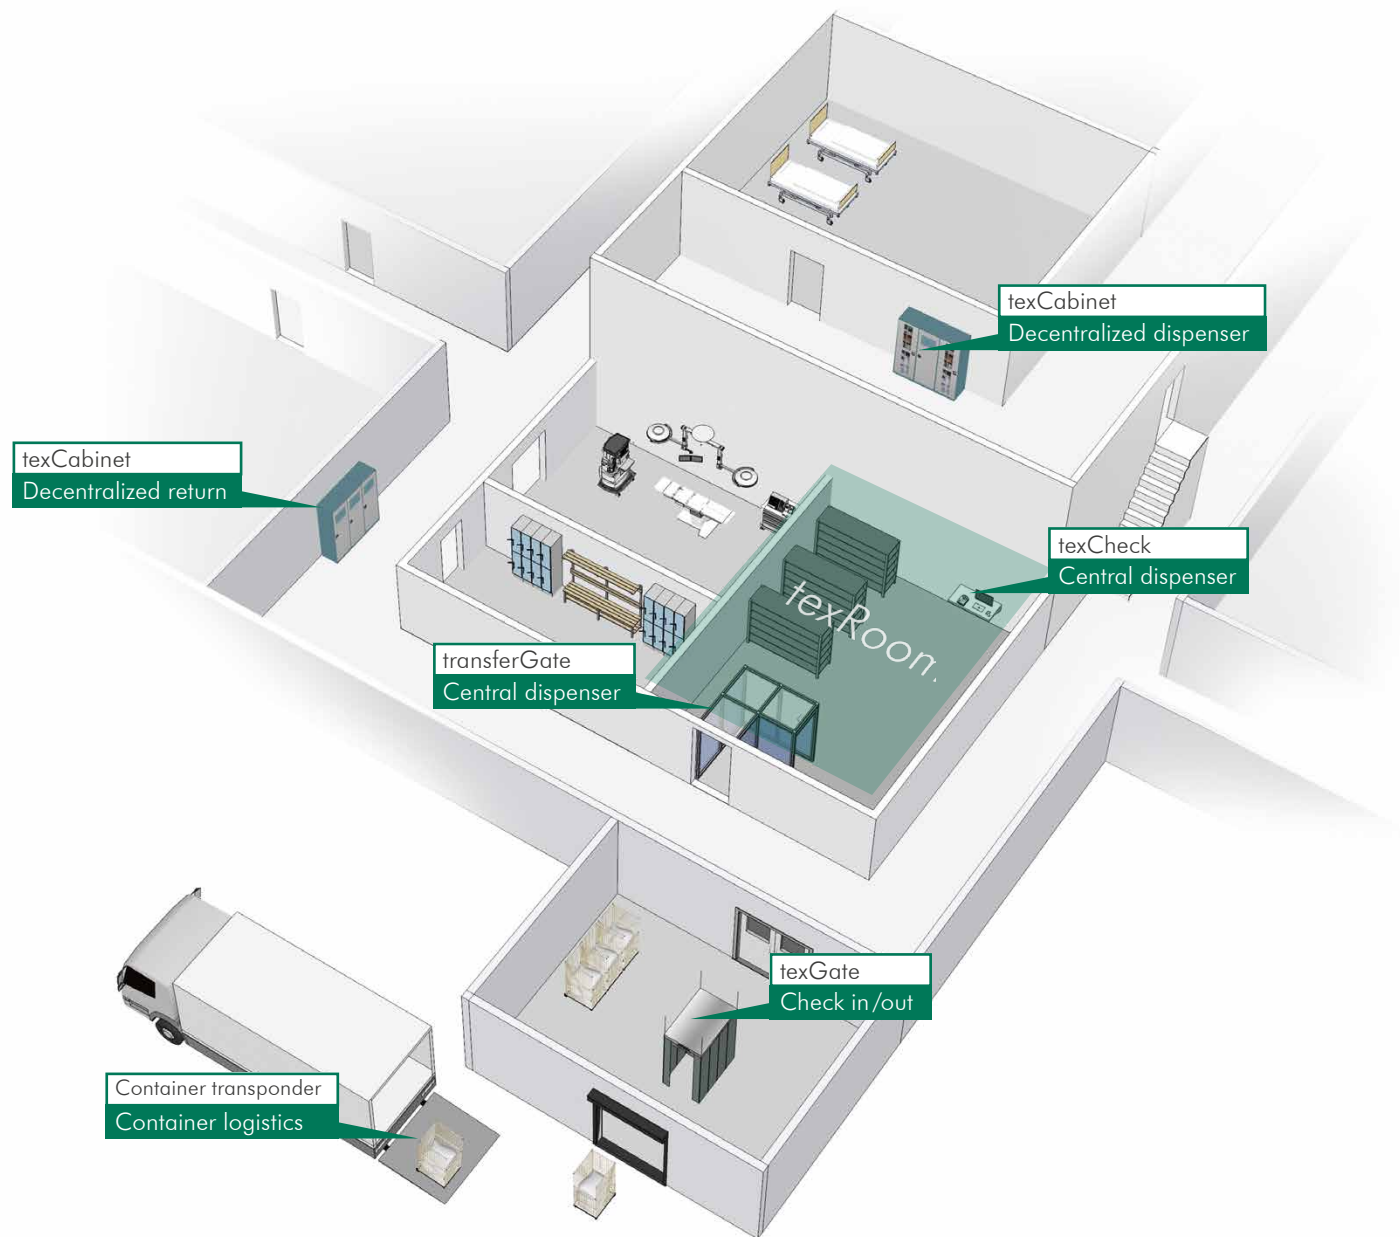 texCabinet
Decentralized dispenser
texCabinet
Decentralized return
texCheck
Central dispenser
texRoom
transferGate
Central dispenser
texGate
Check in/out
Container transponder
Container logistics